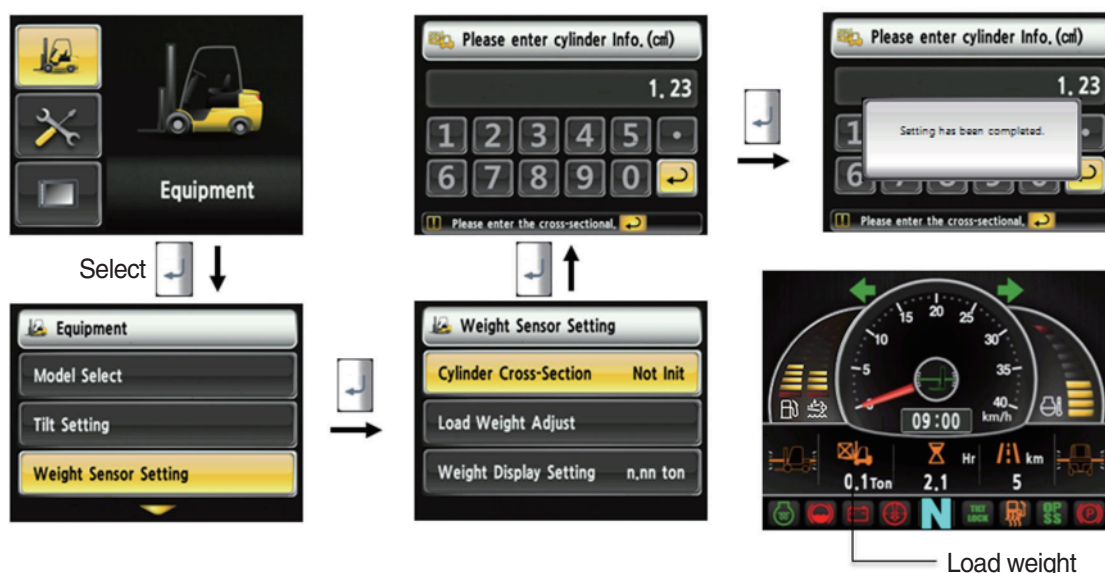 Equipment
Select
Equipment
Model Select
Tilt Setting
Weight Sensor Setting
Weight Sensor Setting
Cylinder Cross-Section Not Init
Load Weight Adjust
Weight Display Setting n.nn ton
Please enter cylinder Info. (㎠)
1.23
1 2 3 4 5 ·
6 7 8 9 0
Please enter the cross-sectional.
Please enter cylinder Info. (㎠)
1.23
1
Setting has been completed.
6
Please enter the cross-sectional.
5 10 15 20 25 30 35 40
km/h
09:00
Hr km
0.1Ton 2.1 5
N TILT LOCK OP SS P
Load weight